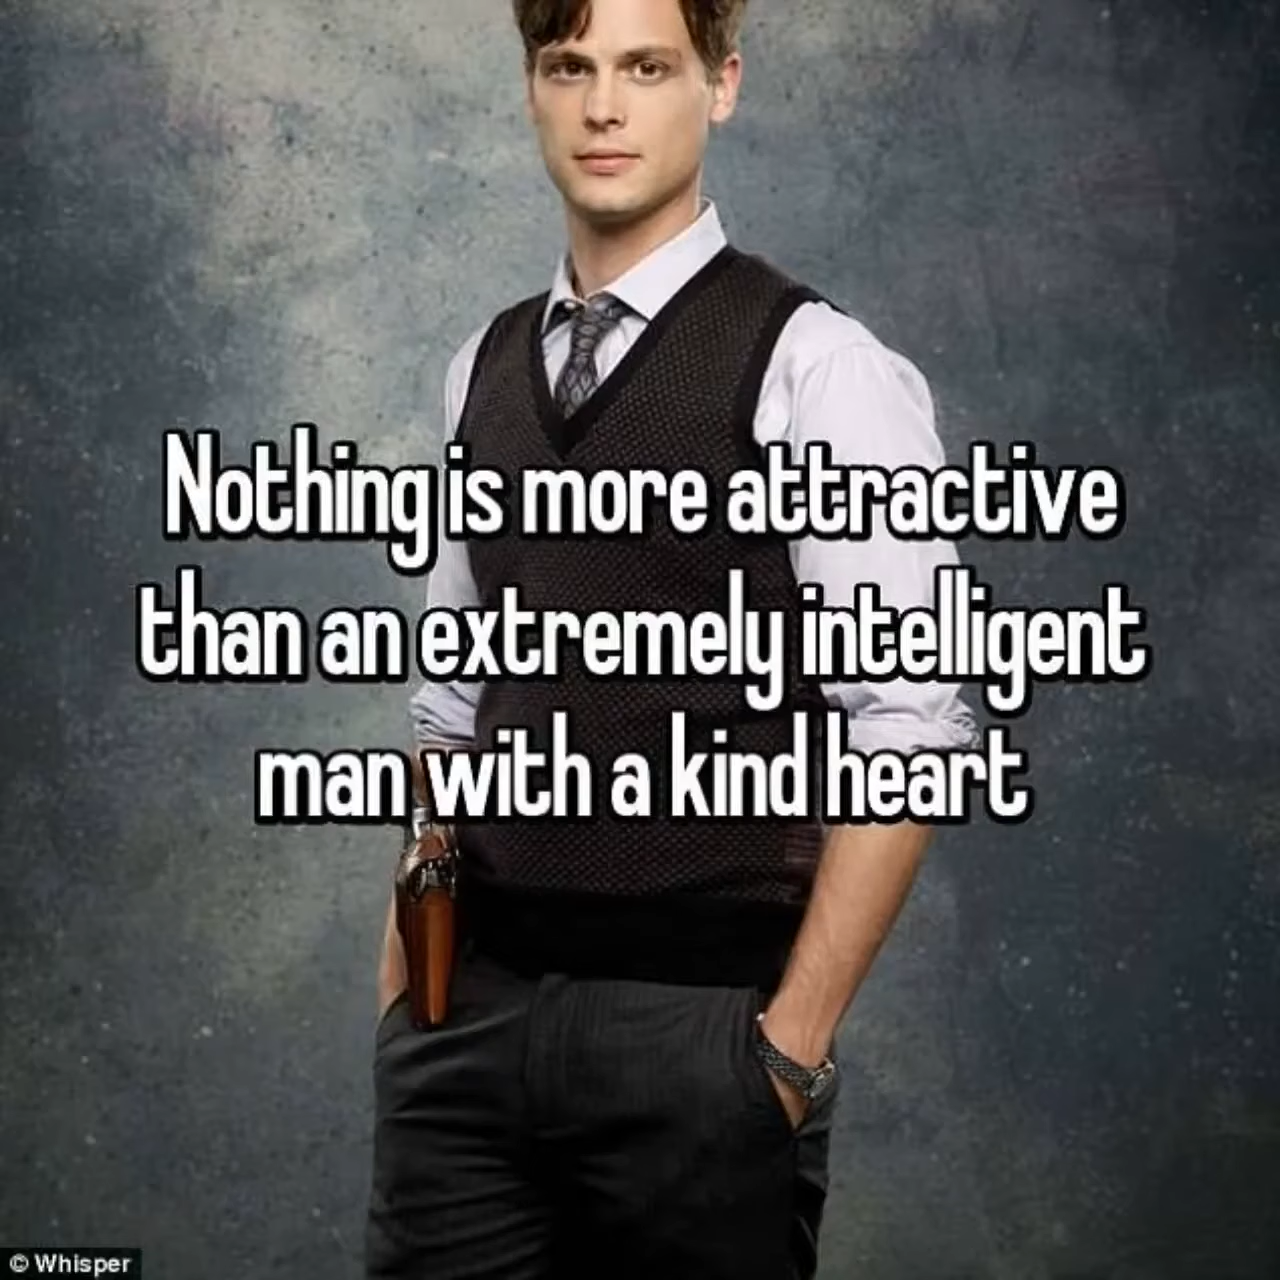 Nothing is more attractive
than an extremely intelligent
man with a kind heart
© Whisper